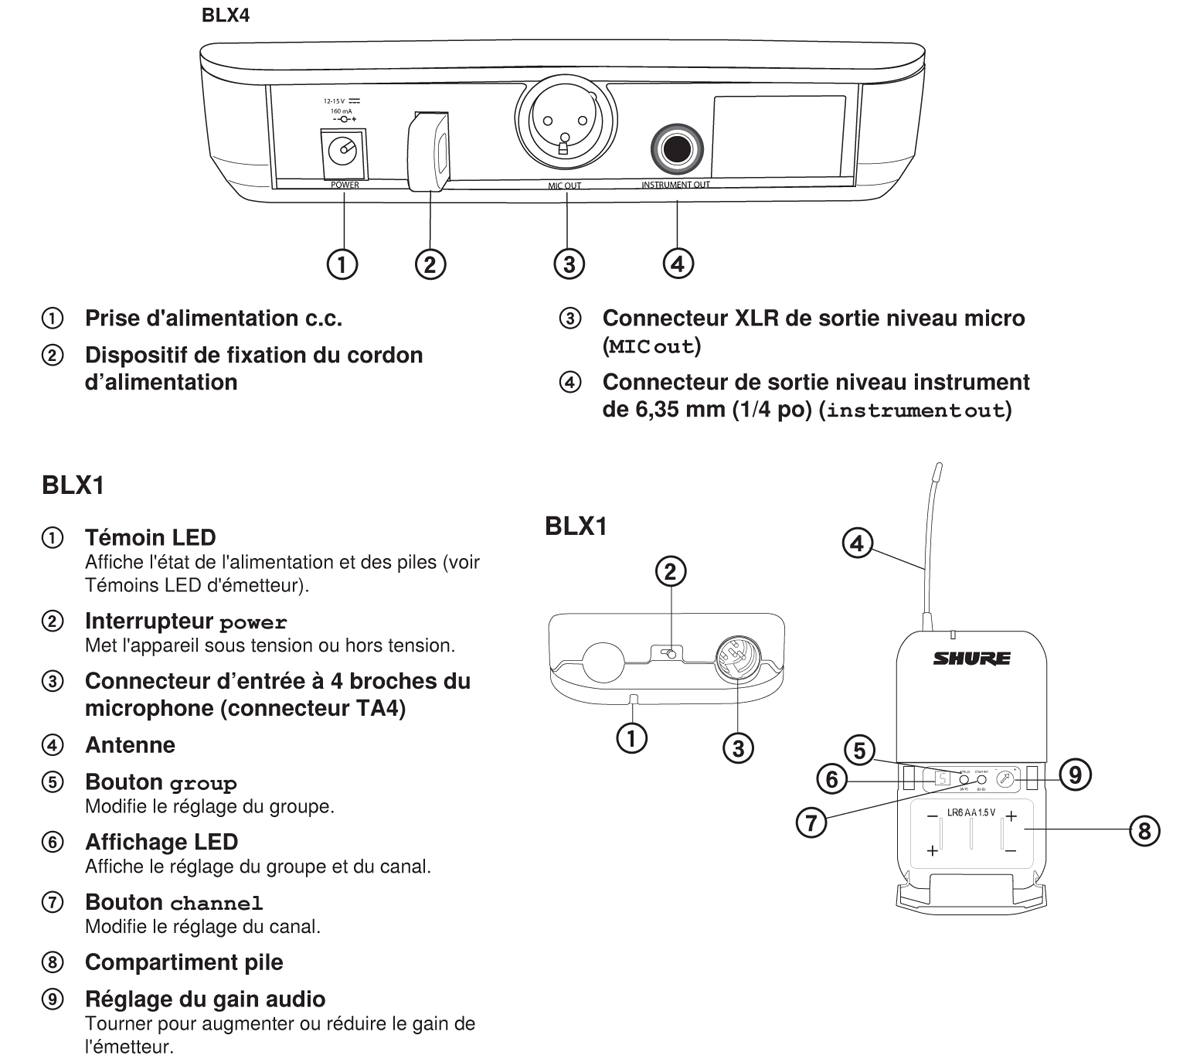 BLX4
12-15 V
160 mA
- +
POWER
MIC OUT
INSTRUMENT OUT
① ② ③ ④
① Prise d'alimentation c.c.
② Dispositif de fixation du cordon
d’alimentation
③ Connecteur XLR de sortie niveau micro
(MIC out)
④ Connecteur de sortie niveau instrument
de 6,35 mm (1/4 po) (instrument out)
BLX1
① Témoin LED
Affiche l'état de l'alimentation et des piles (voir
Témoins LED d'émetteur).
② Interrupteur power
Met l'appareil sous tension ou hors tension.
③ Connecteur d’entrée à 4 broches du
microphone (connecteur TA4)
④ Antenne
⑤ Bouton group
Modifie le réglage du groupe.
⑥ Affichage LED
Affiche le réglage du groupe et du canal.
⑦ Bouton channel
Modifie le réglage du canal.
⑧ Compartiment pile
⑨ Réglage du gain audio
Tourner pour augmenter ou réduire le gain de
l'émetteur.
BLX1
②
① ③
④
SHURE
⑤
⑥
⑦
⑨
⑧
- LR6 AA 1.5 V +
+ -